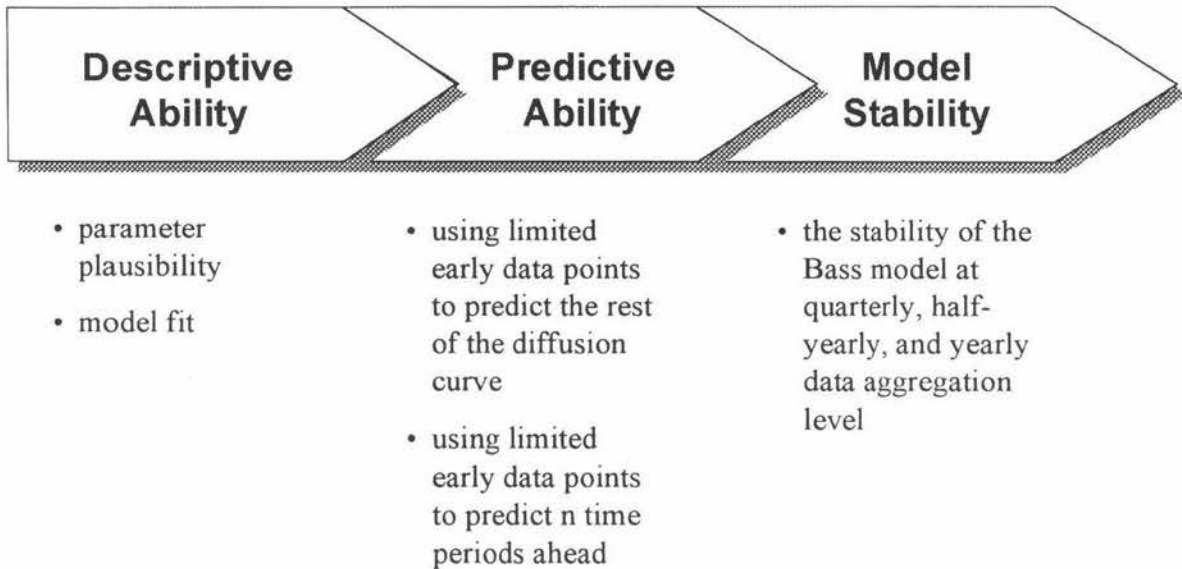 Descriptive
Ability
Predictive
Ability
Model
Stability
• parameter
plausibility
• model fit
• using limited
early data points
to predict the rest
of the diffusion
curve
• using limited
early data points
to predict n time
periods ahead
• the stability of the
Bass model at
quarterly, half-
yearly, and yearly
data aggregation
level